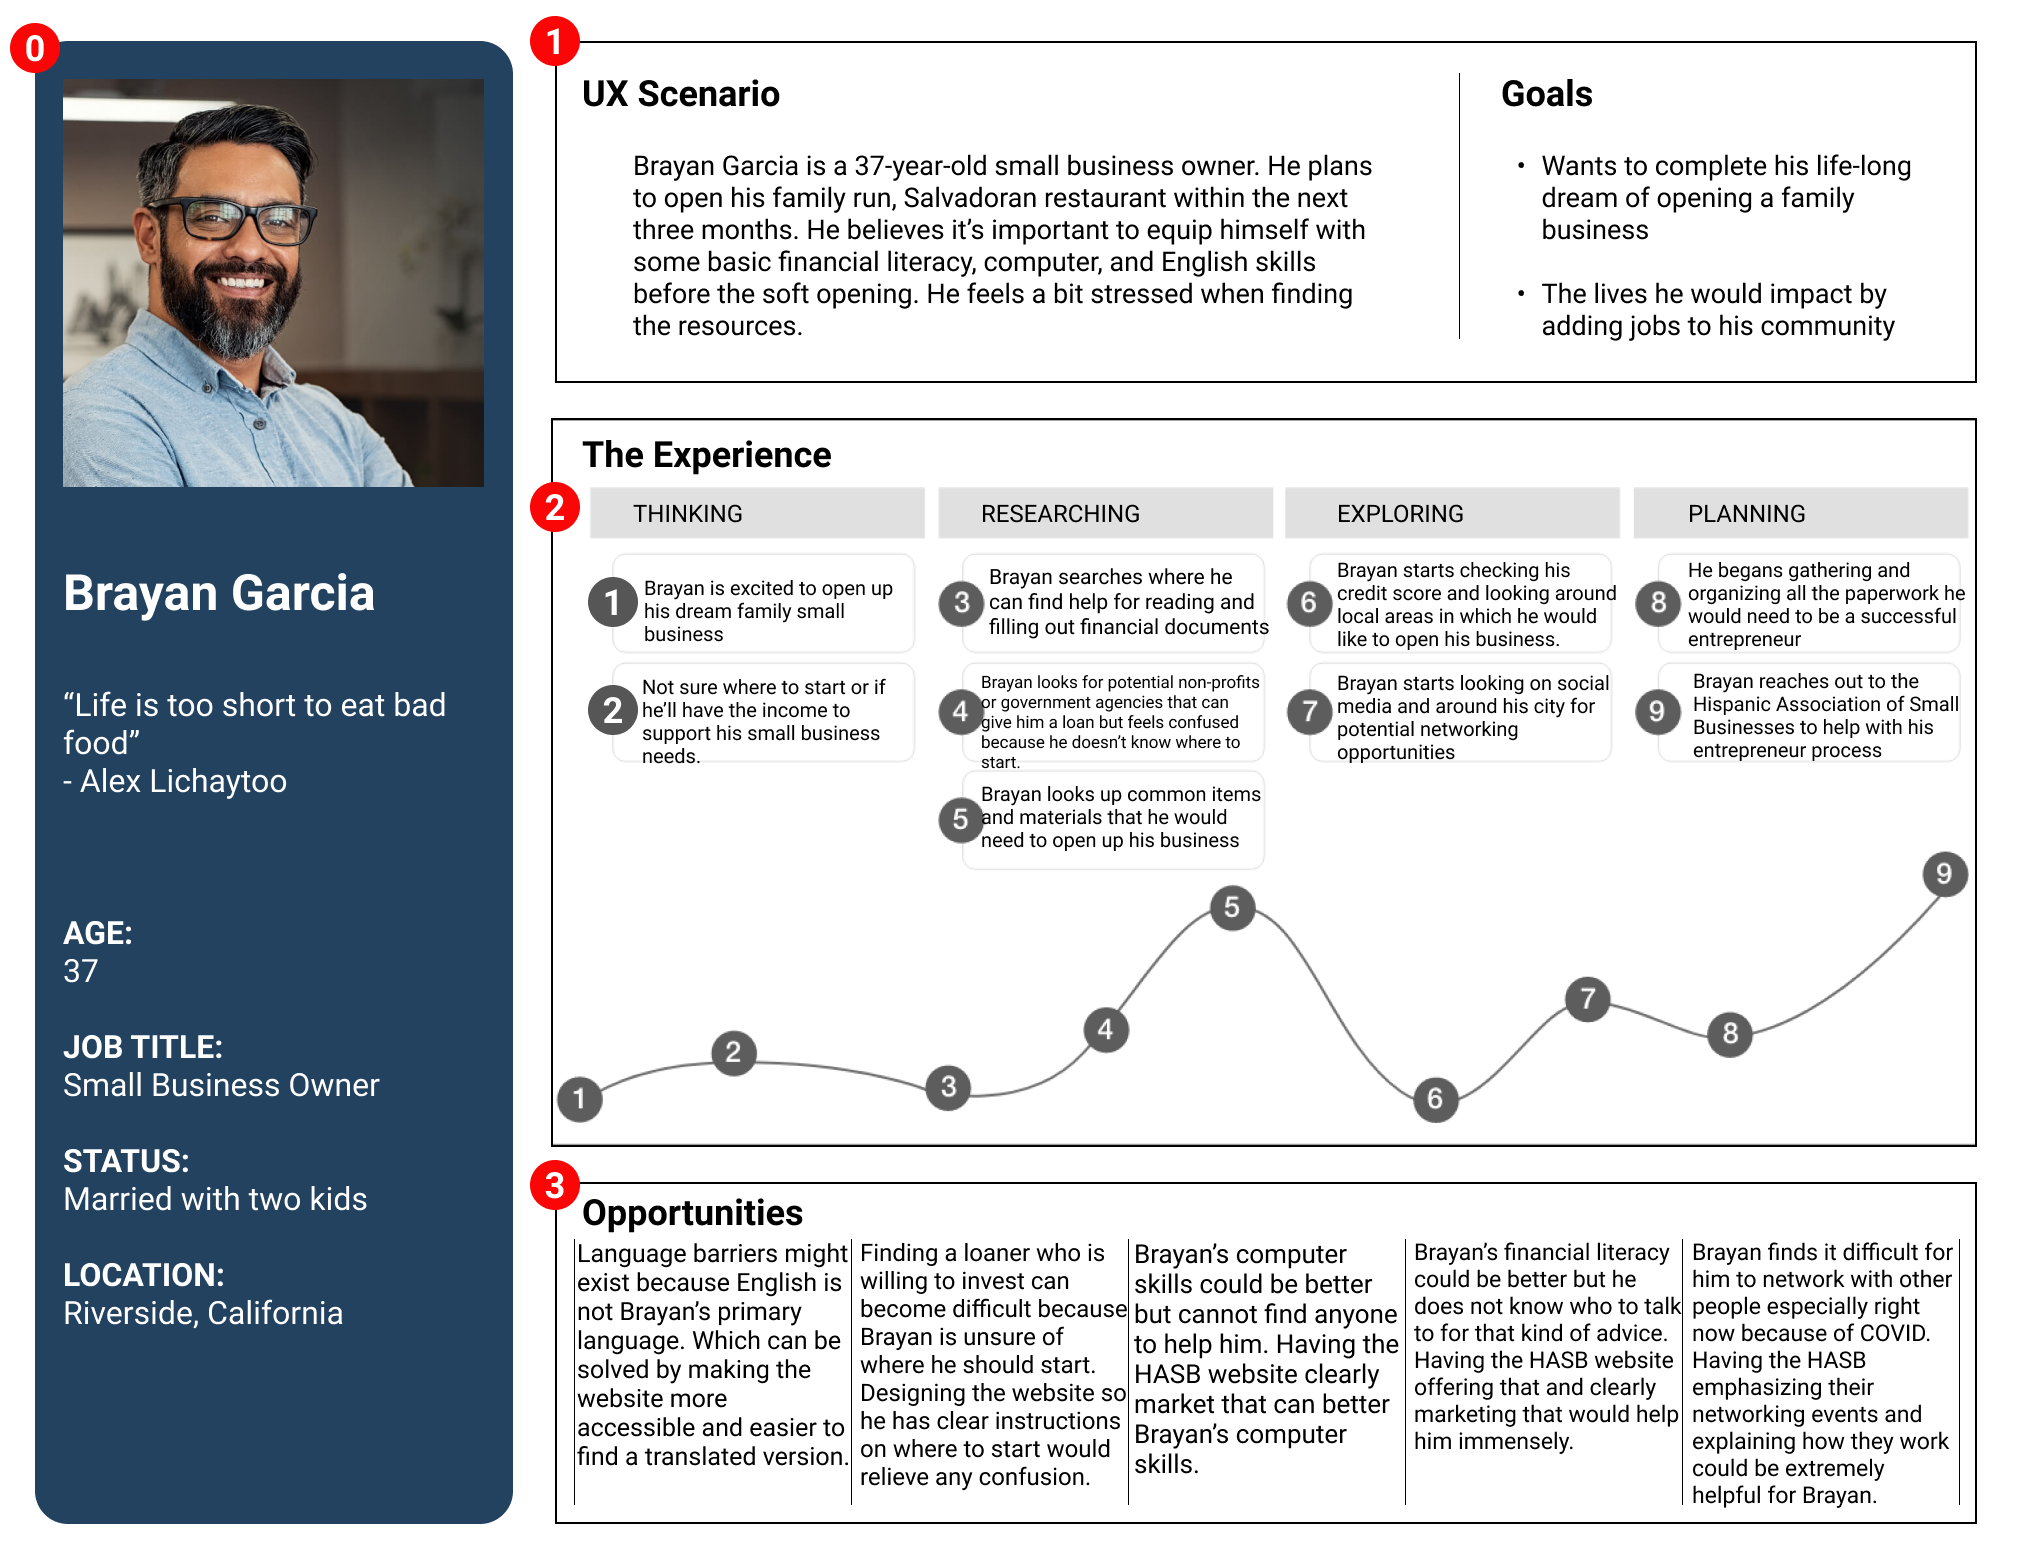 0
Brayan Garcia
“Life is too short to eat bad
food”
- Alex Lichaytoo
AGE:
37
JOB TITLE:
Small Business Owner
STATUS:
Married with two kids
LOCATION:
Riverside, California
1
UX Scenario
Brayan Garcia is a 37-year-old small business owner. He plans
to open his family run, Salvadoran restaurant within the next
three months. He believes it’s important to equip himself with
some basic financial literacy, computer, and English skills
before the soft opening. He feels a bit stressed when finding
the resources.
Goals
• Wants to complete his life-long
dream of opening a family
business
• The lives he would impact by
adding jobs to his community
The Experience
2
THINKING
1
Brayan is excited to open up
his dream family small
business
2
Not sure where to start or if
he’ll have the income to
support his small business
needs.
RESEARCHING
3
Brayan searches where he
can find help for reading and
filling out financial documents
4
Brayan looks for potential non-profits
or government agencies that can
give him a loan but feels confused
because he doesn’t know where to
start.
5
Brayan looks up common items
and materials that he would
need to open up his business
EXPLORING
6
Brayan starts checking his
credit score and looking around
local areas in which he would
like to open his business.
7
Brayan starts looking on social
media and around his city for
potential networking
opportunities
PLANNING
8
He begans gathering and
organizing all the paperwork he
would need to be a successful
entrepreneur
9
Brayan reaches out to the
Hispanic Association of Small
Businesses to help with his
entrepreneur process
1
2
3
4
5
6
7
8
9
3
Opportunities
Language barriers might
exist because English is
not Brayan’s primary
language. Which can be
solved by making the
website more
accessible and easier to
find a translated version.
Finding a loaner who is
willing to invest can
become difficult because
Brayan is unsure of
where he should start.
Designing the website so
he has clear instructions
on where to start would
relieve any confusion.
Brayan’s computer
skills could be better
but cannot find anyone
to help him. Having the
HASB website clearly
market that can better
Brayan’s computer
skills.
Brayan’s financial literacy
could be better but he
does not know who to talk
to for that kind of advice.
Having the HASB website
offering that and clearly
marketing that would help
him immensely.
Brayan finds it difficult for
him to network with other
people especially right
now because of COVID.
Having the HASB
emphasizing their
networking events and
explaining how they work
could be extremely
helpful for Brayan.